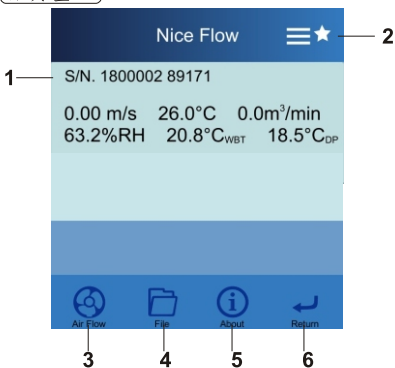 Nice Flow
2
1
S/N. 1800002 89171
0.00 m/s 26.0°C 0.0m³/min
63.2%RH 20.8°CWBT 18.5°CDP
Air Flow File About Return
3 4 5 6